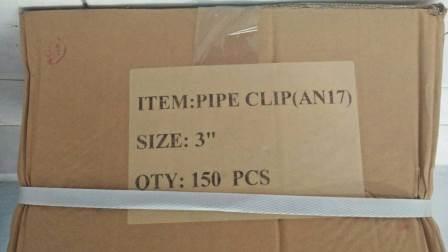 ITEM:PIPE CLIP(AN17)
SIZE: 3"
QTY: 150 PCS